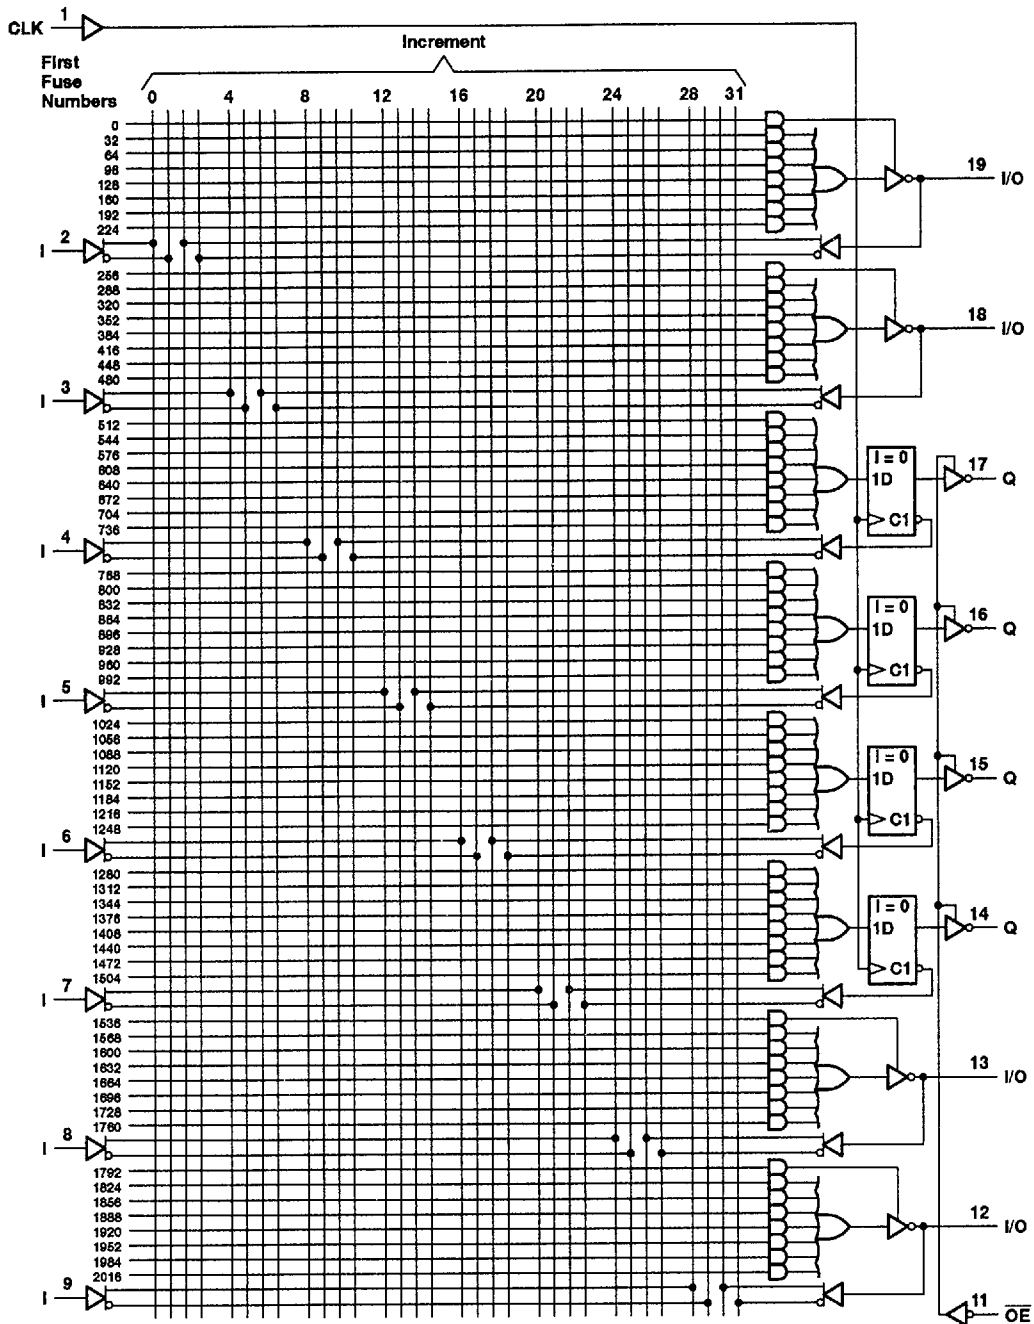 CLK 1
Increment
First
Fuse
Numbers
0 4 8 12 16 20 24 28 31
0
32
64
96
128
160
192
224
19 I/O
I 2
256
288
320
352
384
416
448
480
18 I/O
I 3
512
544
576
608
640
672
704
736
I = 0
1D
C1
17 Q
I 4
768
800
832
864
896
928
960
992
I = 0
1D
C1
16 Q
I 5
1024
1056
1088
1120
1152
1184
1216
1248
I = 0
1D
C1
15 Q
I 6
1280
1312
1344
1376
1408
1440
1472
1504
I = 0
1D
C1
14 Q
I 7
1536
1568
1600
1632
1664
1696
1728
1760
13 I/O
I 8
1792
1824
1856
1888
1920
1952
1984
2016
12 I/O
I 9
11 OE